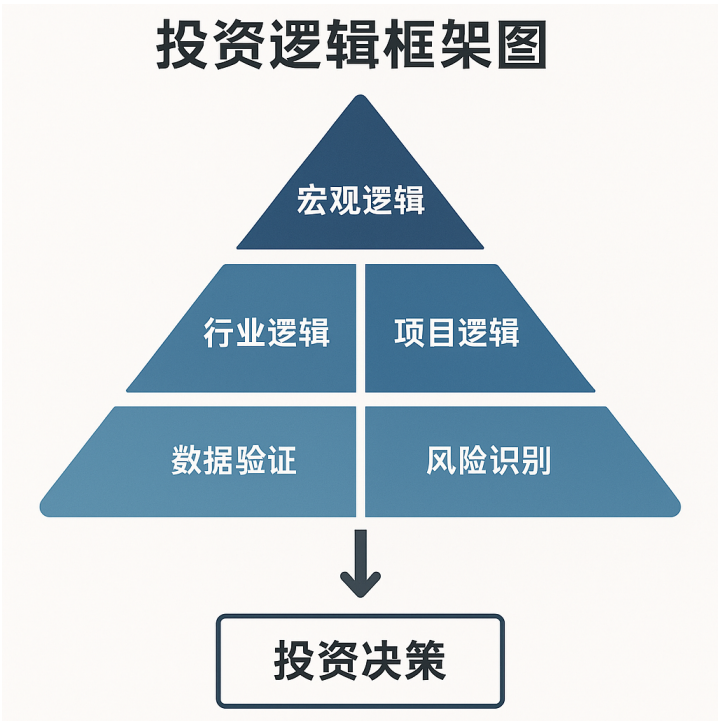 投资逻辑框架图
宏观逻辑
行业逻辑 项目逻辑
数据验证 风险识别
投资决策